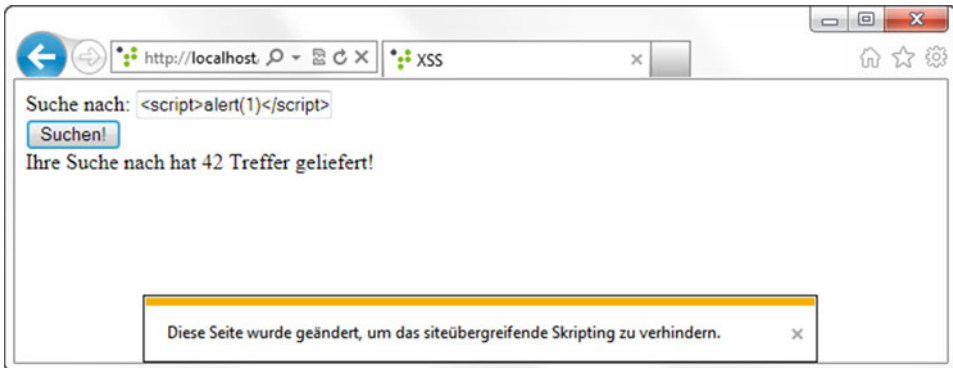 http://localhost
XSS
Suche nach: <script>alert(1)</script>
Suchen!
Ihre Suche nach hat 42 Treffer geliefert!
Diese Seite wurde geändert, um das siteübergreifende Skripting zu verhindern.